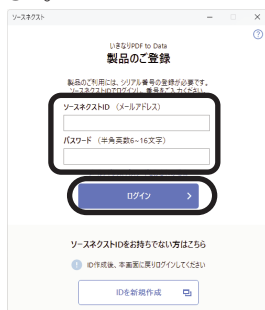 ソースネクスト
いきなりPDF to Data
製品のご登録
製品のご利用には、シリアル番号の登録が必要です。
ソースネクストIDでログインし、番号をご入力ください。
ソースネクストID （メールアドレス）
パスワード （半角英数6~16文字）
ログイン
ソースネクストIDをお持ちでない方はこちら
ID作成後、本画面に戻りログインしてください
IDを新規作成